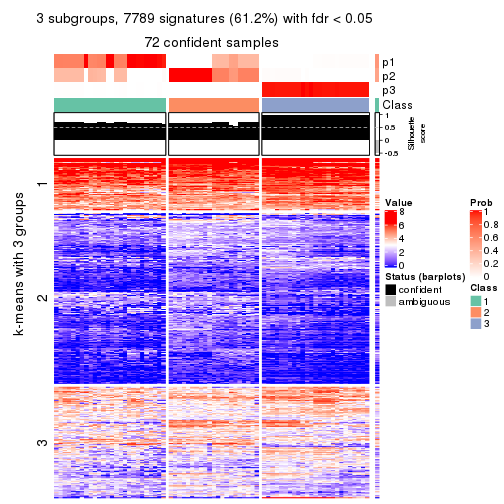 3 subgroups, 7789 signatures (61.2%) with fdr < 0.05
72 confident samples
p1
p2
p3
Class
1
0.5
0
-0.5
Silhouette
score
k-means with 3 groups
1
2
3
Value
8
6
4
2
0
Status (barplots)
confident
ambiguous
Prob
1
0.8
0.6
0.4
0.2
0
Class
1
2
3